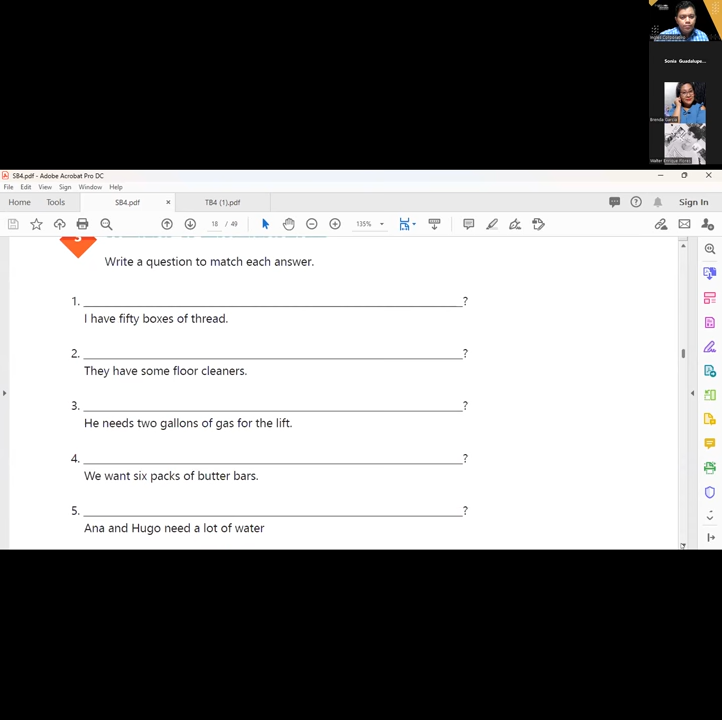 Sonia Guadalupe...
Brenda Garcia
Walter Enrique Flores
SB4.pdf - Adobe Acrobat Pro DC
File Edit View Sign Window Help
Home Tools SB4.pdf × TB4 (1).pdf Sign In
18 / 49 135%
Write a question to match each answer.
1. ?
I have fifty boxes of thread.
2. ?
They have some floor cleaners.
3. ?
He needs two gallons of gas for the lift.
4. ?
We want six packs of butter bars.
5. ?
Ana and Hugo need a lot of water